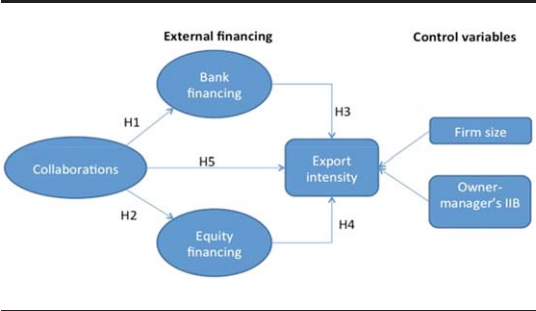 External financing
Control variables
Bank
financing
H1
H3
Firm size
Collaborations
H5
Export
intensity
Owner-
manager's IIB
H2
H4
Equity
financing